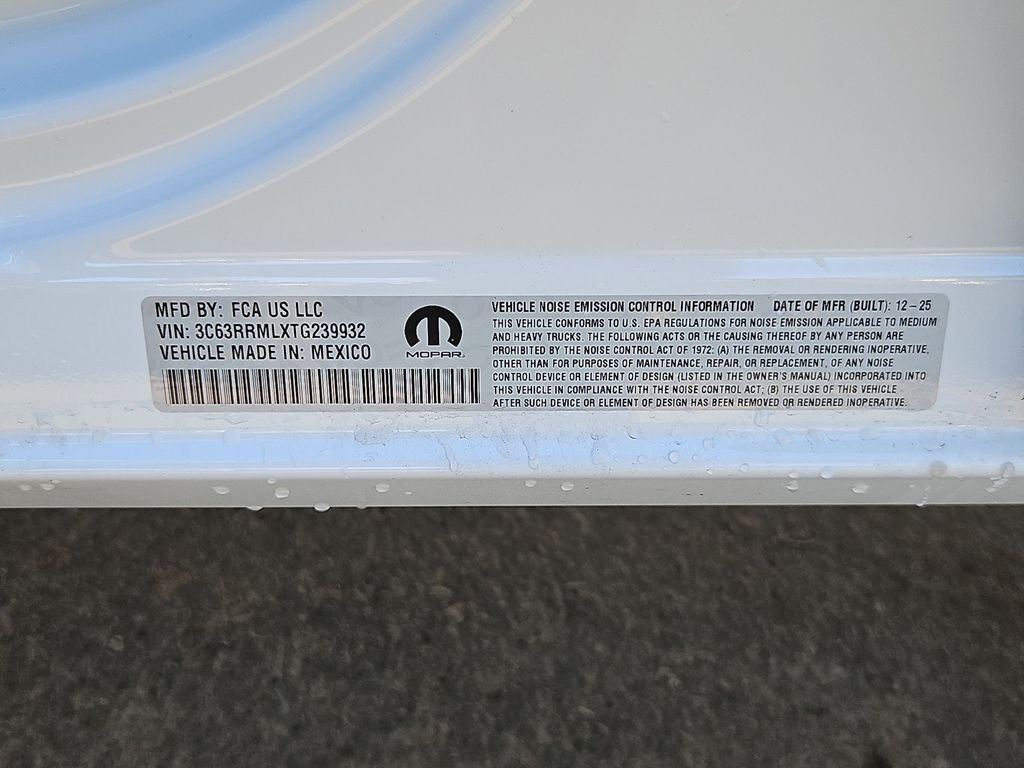 MFD BY: FCA US LLC
VIN: 3C63RRMLXTG239932
VEHICLE MADE IN: MEXICO
MOPAR
VEHICLE NOISE EMISSION CONTROL INFORMATION DATE OF MFR (BUILT): 12-25
THIS VEHICLE CONFORMS TO U.S. EPA REGULATIONS FOR NOISE EMISSION APPLICABLE TO MEDIUM
AND HEAVY TRUCKS. THE FOLLOWING ACTS OR THE CAUSING THEREOF BY ANY PERSON ARE
PROHIBITED BY THE NOISE CONTROL ACT OF 1972: (A) THE REMOVAL OR RENDERING INOPERATIVE,
OTHER THAN FOR PURPOSES OF MAINTENANCE, REPAIR, OR REPLACEMENT, OF ANY NOISE
CONTROL DEVICE OR ELEMENT OF DESIGN (LISTED IN THE OWNER'S MANUAL) INCORPORATED INTO
THIS VEHICLE IN COMPLIANCE WITH THE NOISE CONTROL ACT; (B) THE USE OF THIS VEHICLE
AFTER SUCH DEVICE OR ELEMENT OF DESIGN HAS BEEN REMOVED OR RENDERED INOPERATIVE.